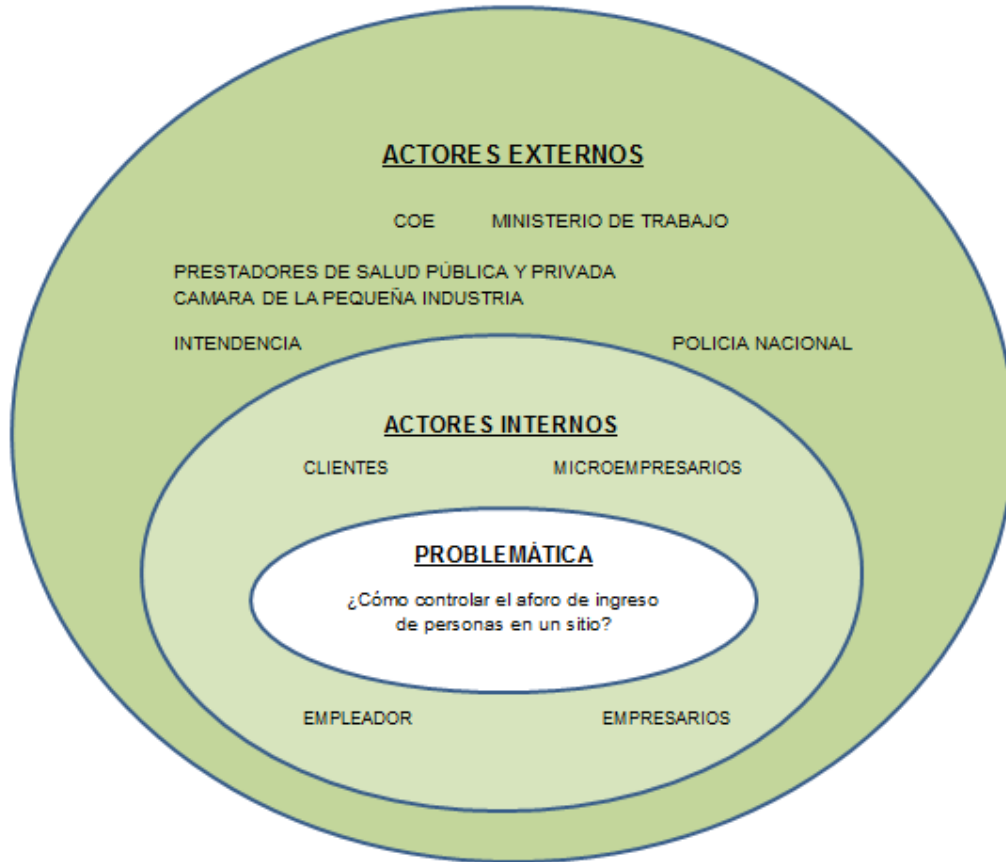 ACTORES EXTERNOS
COE MINISTERIO DE TRABAJO
PRESTADORES DE SALUD PÚBLICA Y PRIVADA
CAMARA DE LA PEQUEÑA INDUSTRIA
INTENDENCIA POLICIA NACIONAL
ACTORES INTERNOS
CLIENTES MICROEMPRESARIOS
PROBLEMÁTICA
¿Cómo controlar el aforo de ingreso
de personas en un sitio?
EMPLEADOR EMPRESARIOS